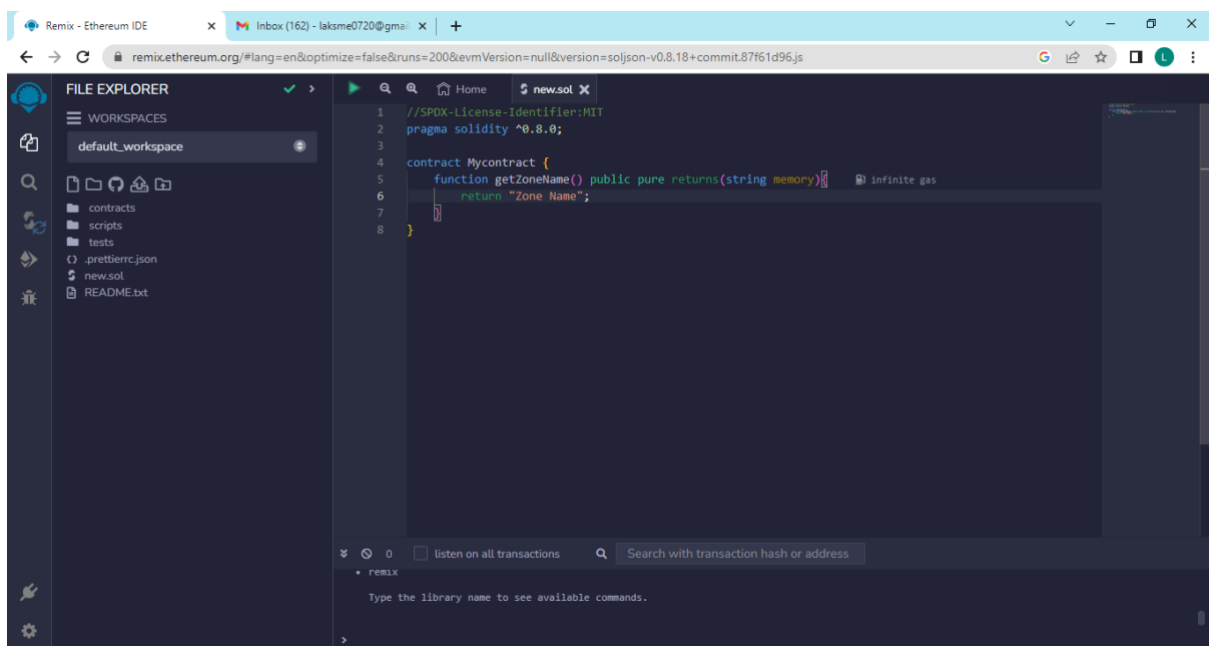 Remix - Ethereum IDE
Inbox (162) - laksme0720@gmai
remix.ethereum.org/#lang=en&optimize=false&runs=200&evmVersion=null&version=soljson-v0.8.18+commit.87f61d96.js
G
L
FILE EXPLORER
WORKSPACES
default_workspace
contracts
scripts
tests
.prettierrc.json
new.sol
README.txt
Home
new.sol
1 //SPDX-License-Identifier:MIT
2 pragma solidity ^0.8.0;
3
4 contract Mycontract {
5 function getZoneName() public pure returns(string memory){ infinite gas
6 return "Zone Name";
7 }
8 }
0 listen on all transactions Search with transaction hash or address
• remix
Type the library name to see available commands.
>